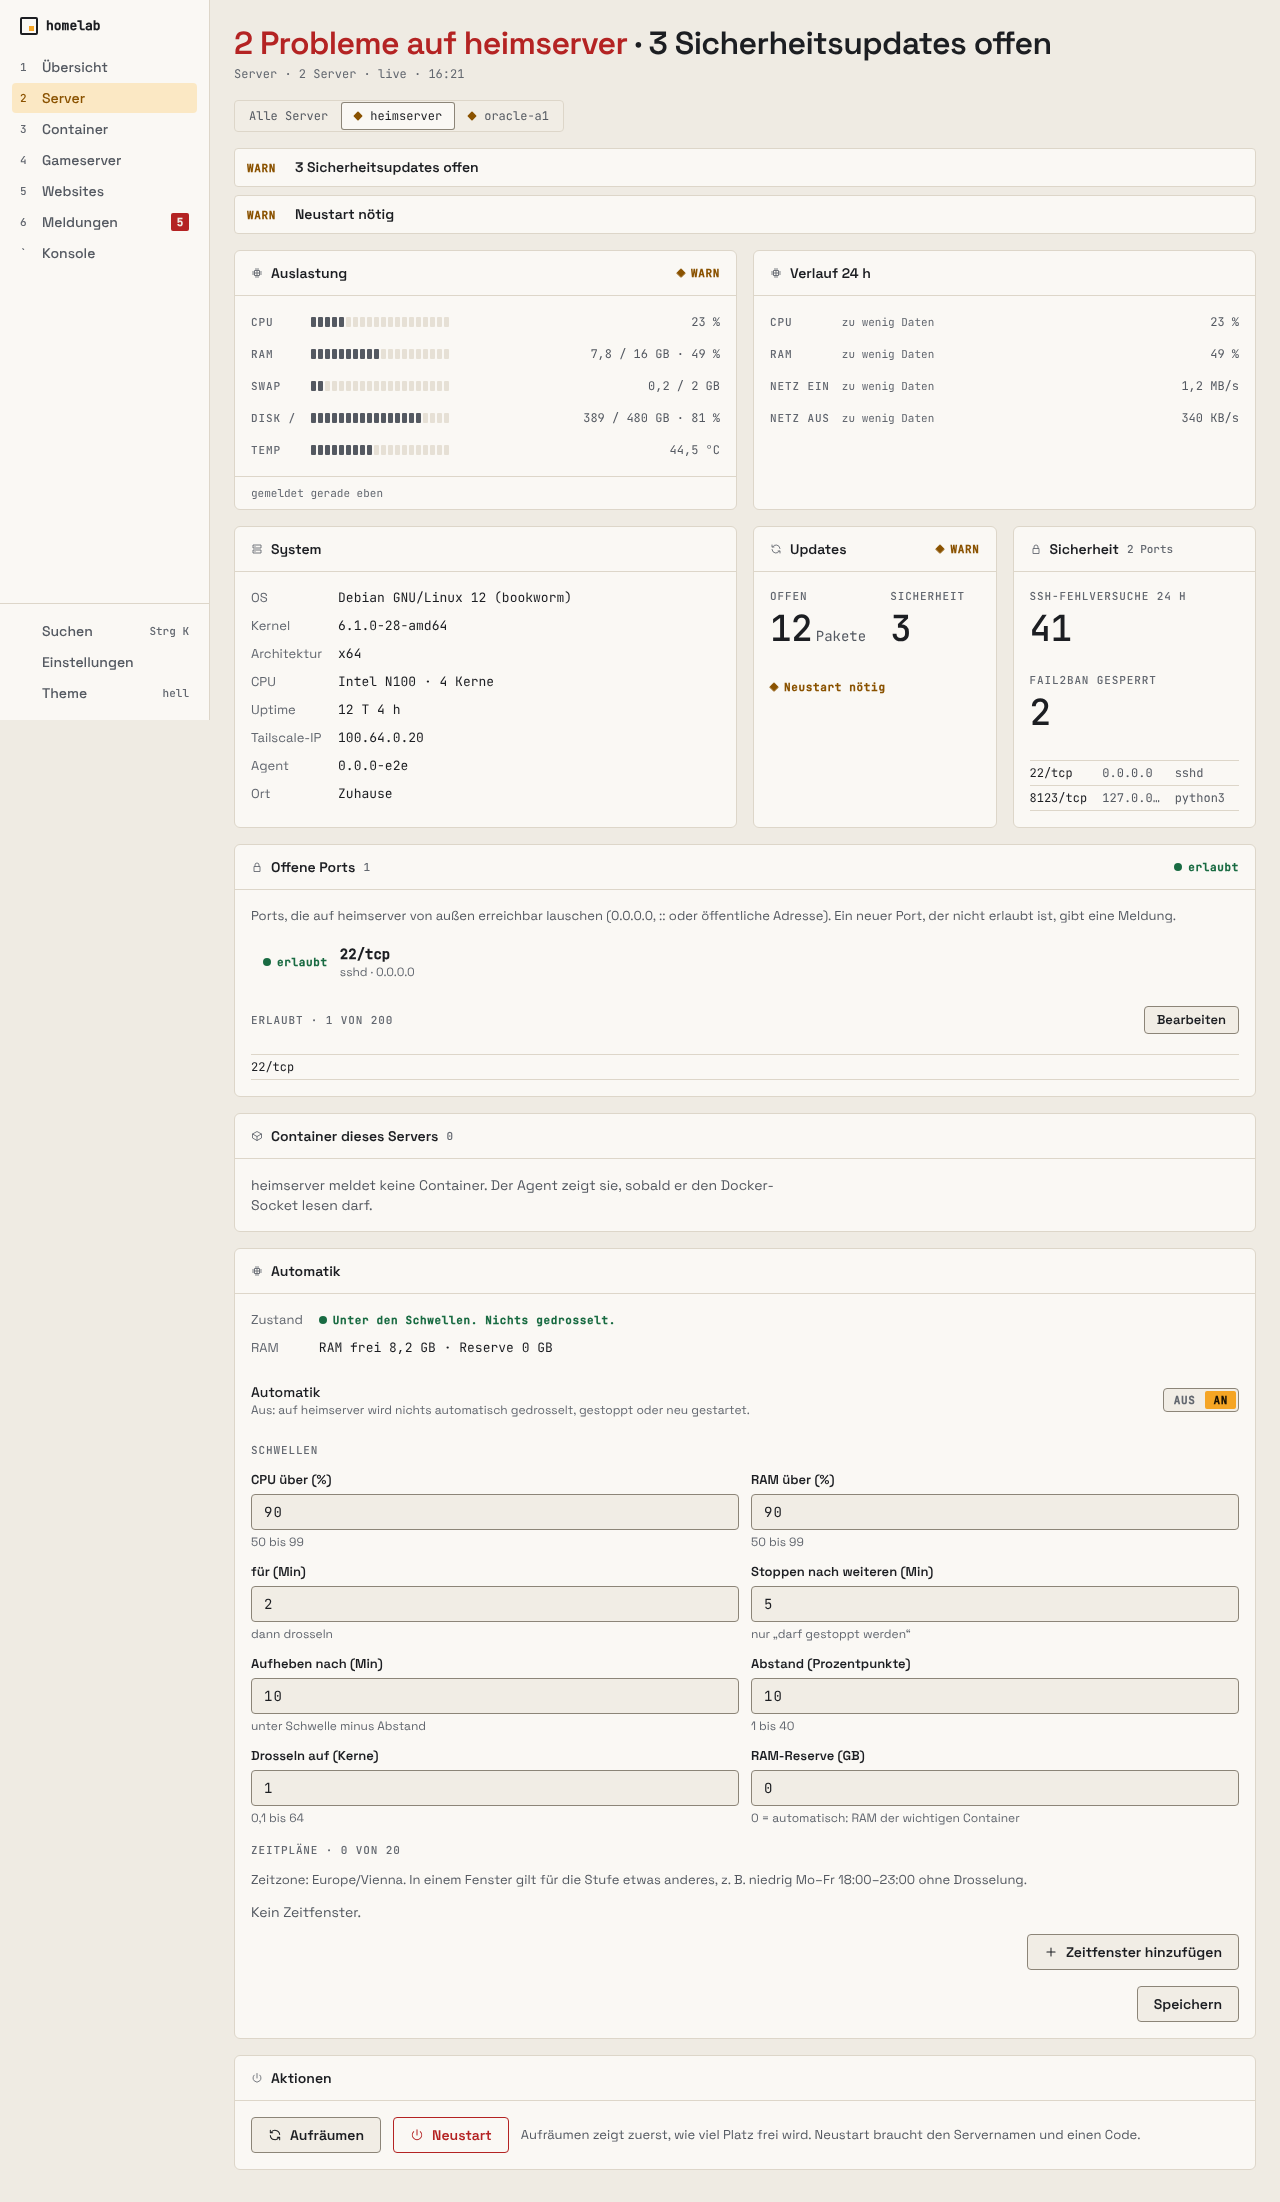 homelab
1 Übersicht
2 Server
3 Container
4 Gameserver
5 Websites
6 Meldungen 5
` Konsole
Suchen Strg K
Einstellungen
Theme hell
2 Probleme auf heimserver · 3 Sicherheitsupdates offen
Server · 2 Server · live · 16:21
Alle Server ◆ heimserver ◆ oracle-a1
WARN 3 Sicherheitsupdates offen
WARN Neustart nötig
Auslastung ◆ WARN
CPU 23 %
RAM 7,8 / 16 GB · 49 %
SWAP 0,2 / 2 GB
DISK / 389 / 480 GB · 81 %
TEMP 44,5 °C
gemeldet gerade eben
Verlauf 24 h
CPU zu wenig Daten 23 %
RAM zu wenig Daten 49 %
NETZ EIN zu wenig Daten 1,2 MB/s
NETZ AUS zu wenig Daten 340 KB/s
System
OS Debian GNU/Linux 12 (bookworm)
Kernel 6.1.0-28-amd64
Architektur x64
CPU Intel N100 · 4 Kerne
Uptime 12 T 4 h
Tailscale-IP 100.64.0.20
Agent 0.0.0-e2e
Ort Zuhause
Updates ◆ WARN
OFFEN SICHERHEIT
12 Pakete 3
◆ Neustart nötig
Sicherheit 2 Ports
SSH-FEHLVERSUCHE 24 H
41
FAIL2BAN GESPERRT
2
22/tcp 0.0.0.0 sshd
8123/tcp 127.0.0… python3
Offene Ports 1 ● erlaubt
Ports, die auf heimserver von außen erreichbar lauschen (0.0.0.0, :: oder öffentliche Adresse). Ein neuer Port, der nicht erlaubt ist, gibt eine Meldung.
● erlaubt 22/tcp
sshd · 0.0.0.0
ERLAUBT · 1 VON 200 Bearbeiten
22/tcp
Container dieses Servers 0
heimserver meldet keine Container. Der Agent zeigt sie, sobald er den Docker-
Socket lesen darf.
Automatik
Zustand ● Unter den Schwellen. Nichts gedrosselt.
RAM RAM frei 8,2 GB · Reserve 0 GB
Automatik AUS AN
Aus: auf heimserver wird nichts automatisch gedrosselt, gestoppt oder neu gestartet.
SCHWELLEN
CPU über (%) RAM über (%)
90 90
50 bis 99 50 bis 99
für (Min) Stoppen nach weiteren (Min)
2 5
dann drosseln nur „darf gestoppt werden“
Aufheben nach (Min) Abstand (Prozentpunkte)
10 10
unter Schwelle minus Abstand 1 bis 40
Drosseln auf (Kerne) RAM-Reserve (GB)
1 0
0,1 bis 64 0 = automatisch: RAM der wichtigen Container
ZEITPLÄNE · 0 VON 20
Zeitzone: Europe/Vienna. In einem Fenster gilt für die Stufe etwas anderes, z. B. niedrig Mo–Fr 18:00–23:00 ohne Drosselung.
Kein Zeitfenster.
+ Zeitfenster hinzufügen
Speichern
Aktionen
Aufräumen Neustart Aufräumen zeigt zuerst, wie viel Platz frei wird. Neustart braucht den Servernamen und einen Code.